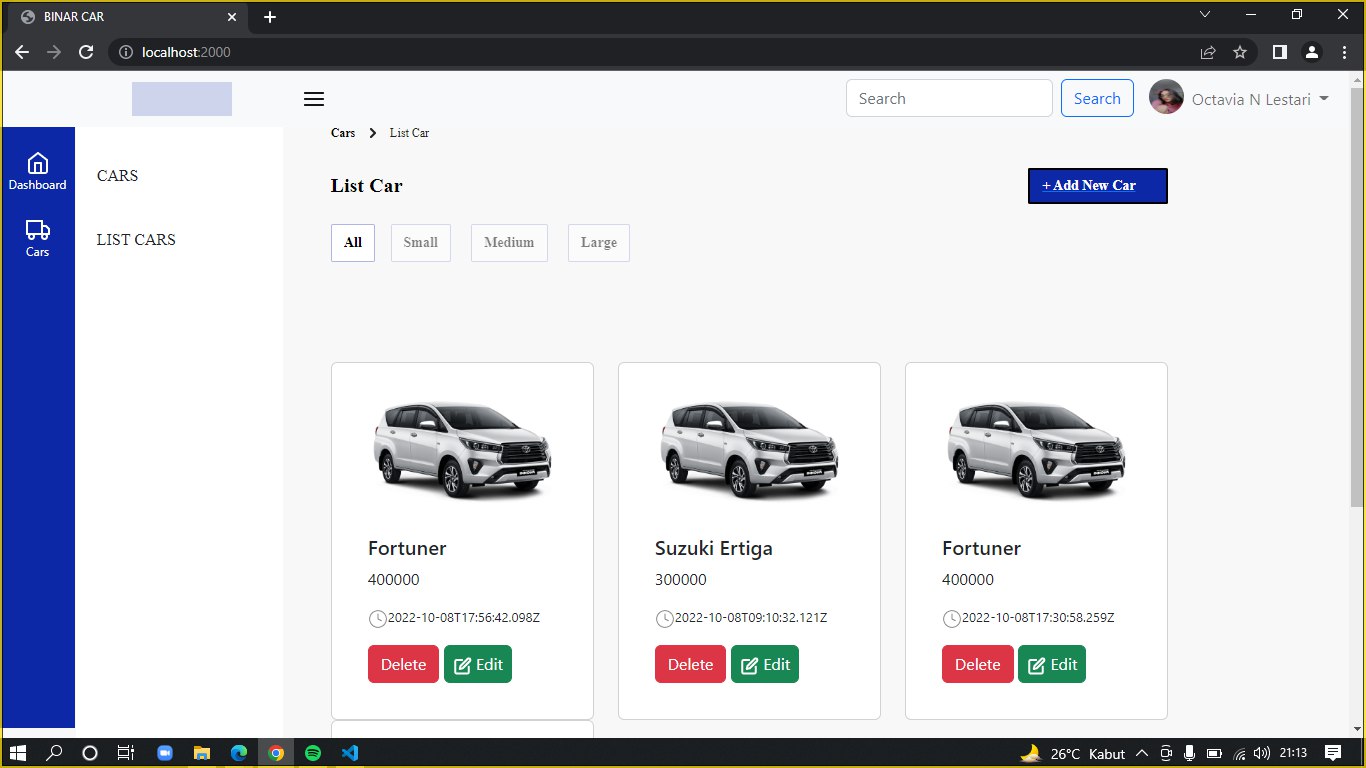 BINAR CAR
localhost:2000
Search
Search
Octavia N Lestari
Cars
List Car
Dashboard
Cars
CARS
LIST CARS
List Car
+ Add New Car
All
Small
Medium
Large
Fortuner
400000
2022-10-08T17:56:42.098Z
Delete
Edit
Suzuki Ertiga
300000
2022-10-08T09:10:32.121Z
Delete
Edit
Fortuner
400000
2022-10-08T17:30:58.259Z
Delete
Edit
26°C Kabut
21:13